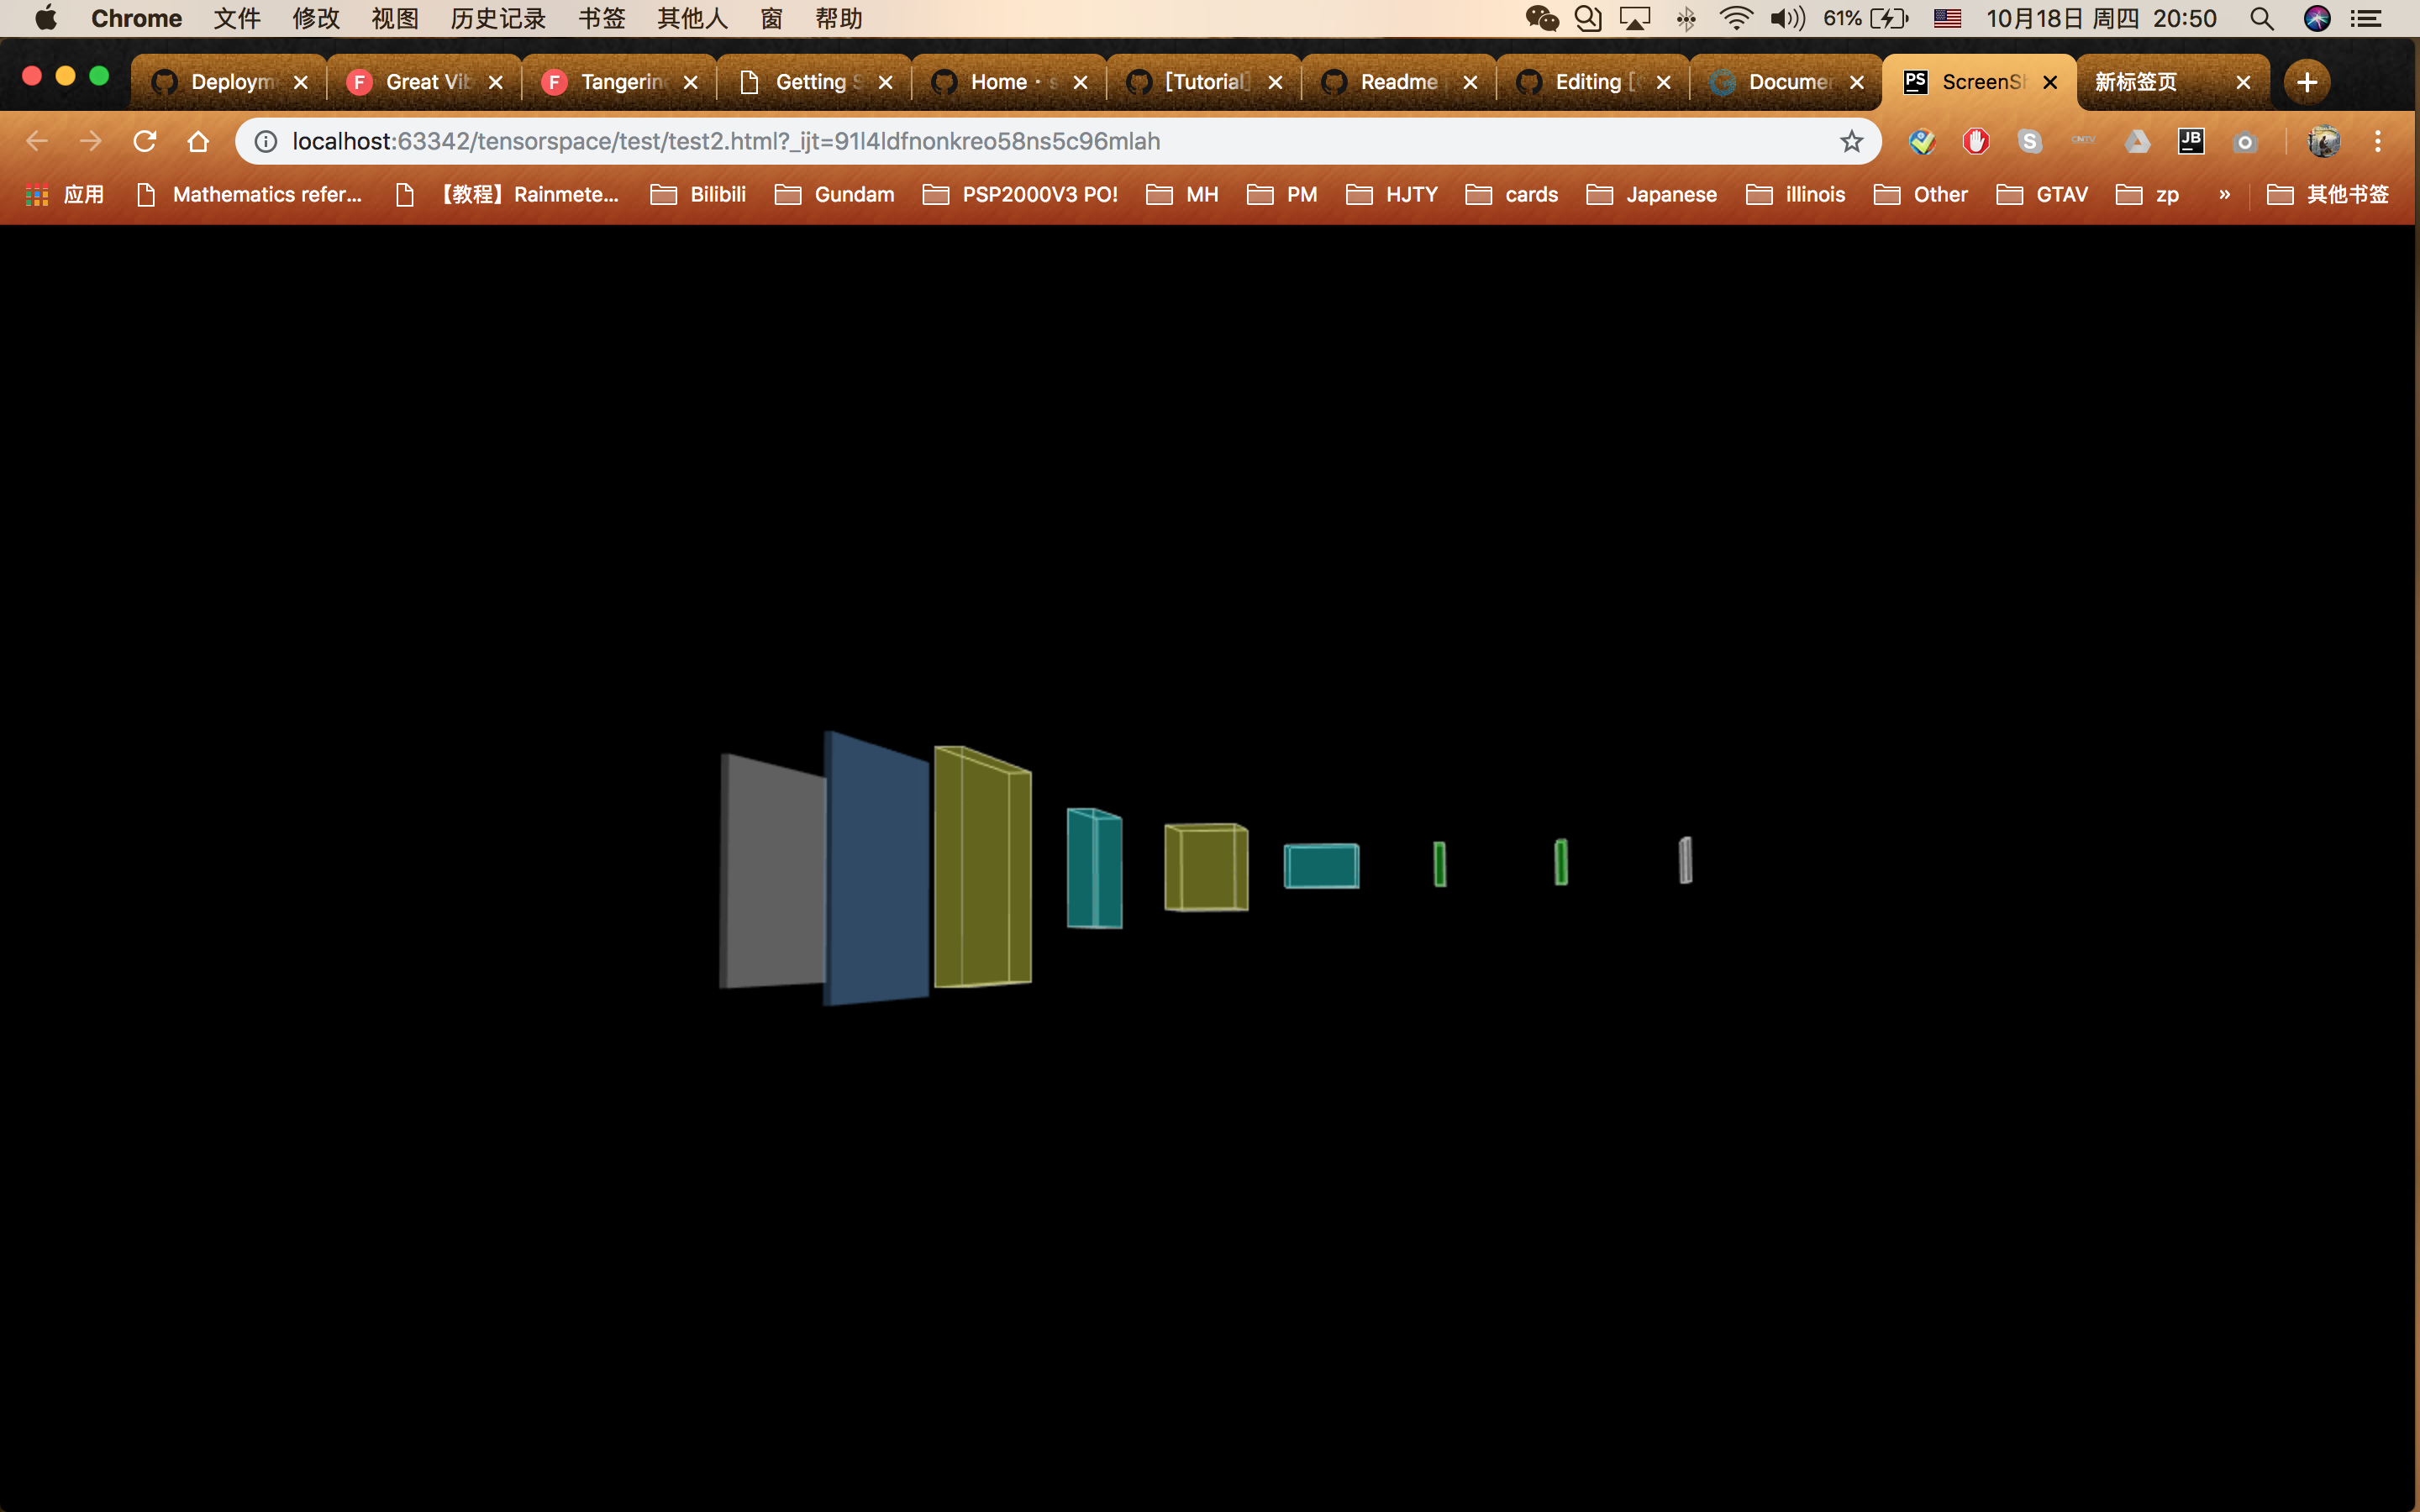 Chrome 文件 修改 视图 历史记录 书签 其他人 窗 帮助 61% 10月18日 周四 20:50
Deploym Great Vib Tangerin Getting S Home · s [Tutorial] Readme Editing [ Documen ScreenSh 新标签页
localhost:63342/tensorspace/test/test2.html?_ijt=91l4ldfnonkreo58ns5c96mlah
应用 Mathematics refer... 【教程】Rainmete... Bilibili Gundam PSP2000V3 PO! MH PM HJTY cards Japanese illinois Other GTAV zp » 其他书签